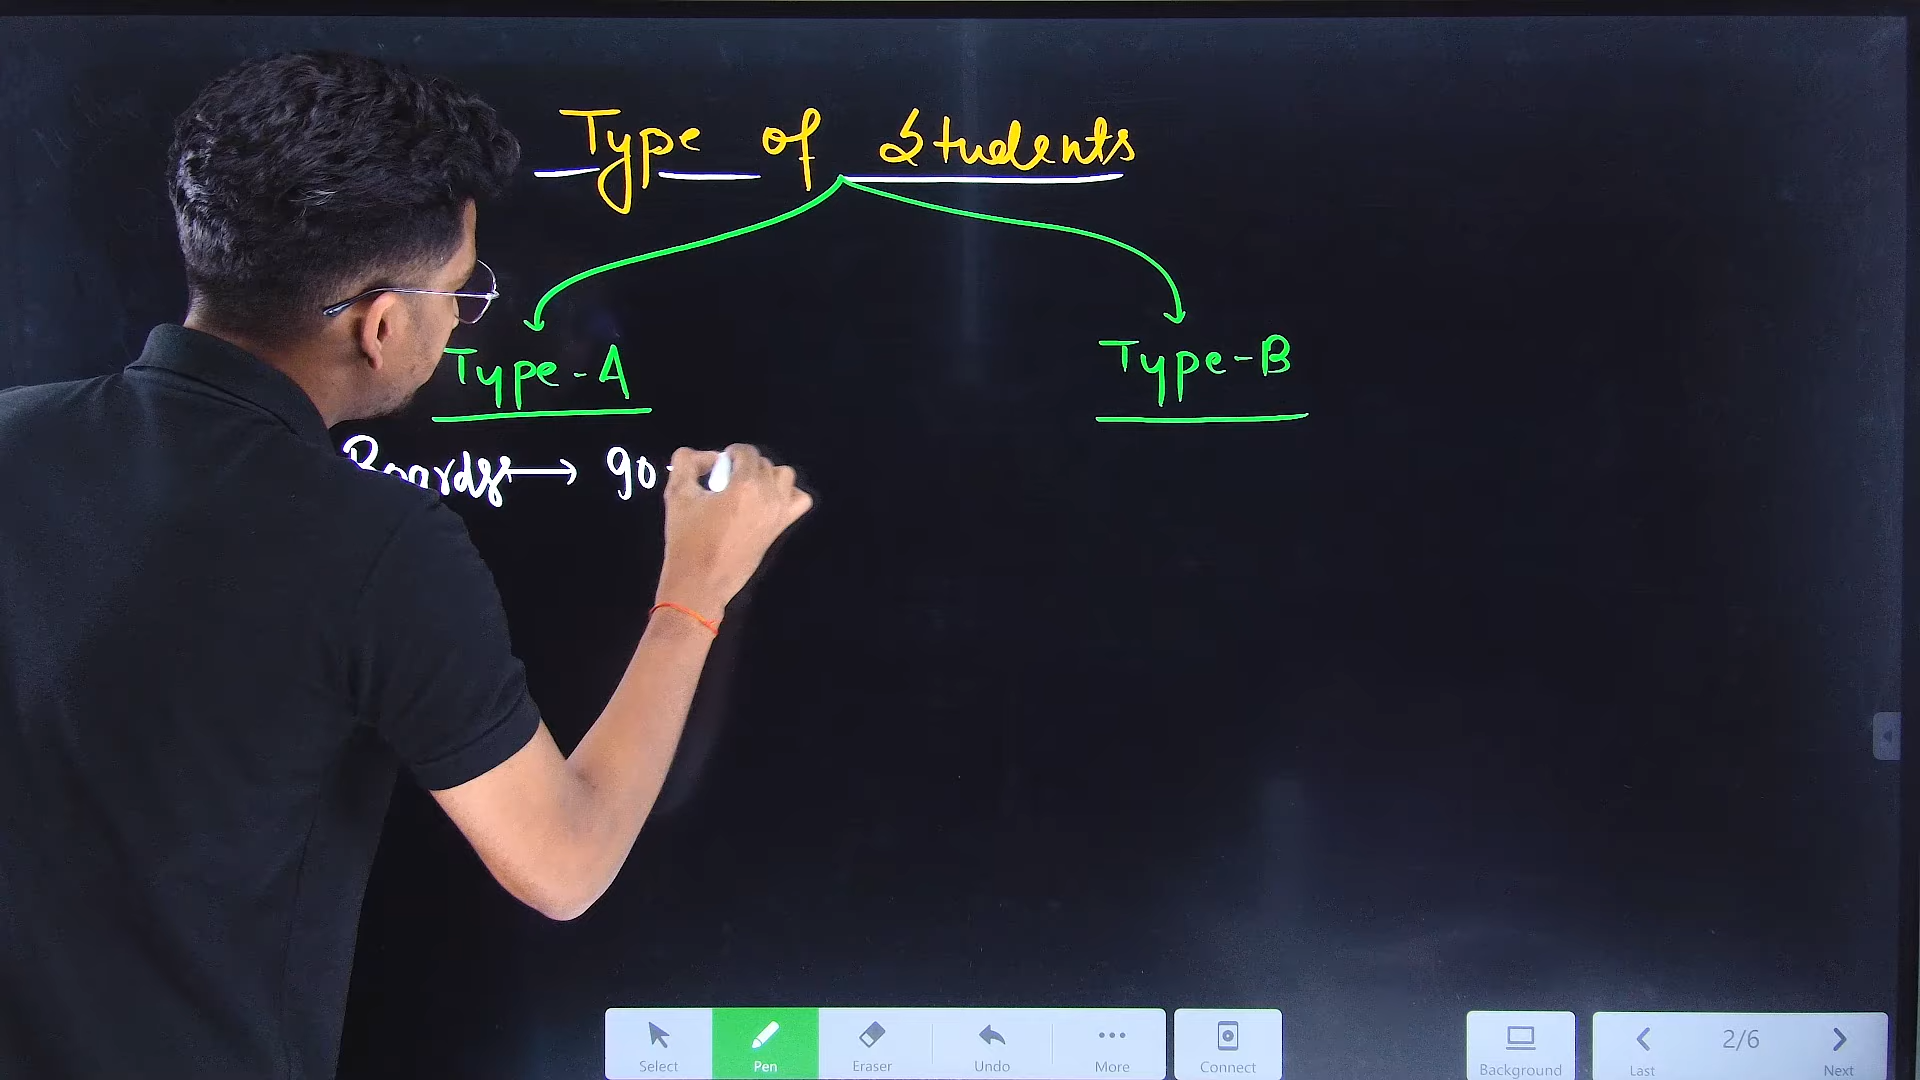 Type of Students
Type-A
Type-B
Boards → 90
Select
Pen
Eraser
Undo
More
Connect
Background
Last
2/6
Next